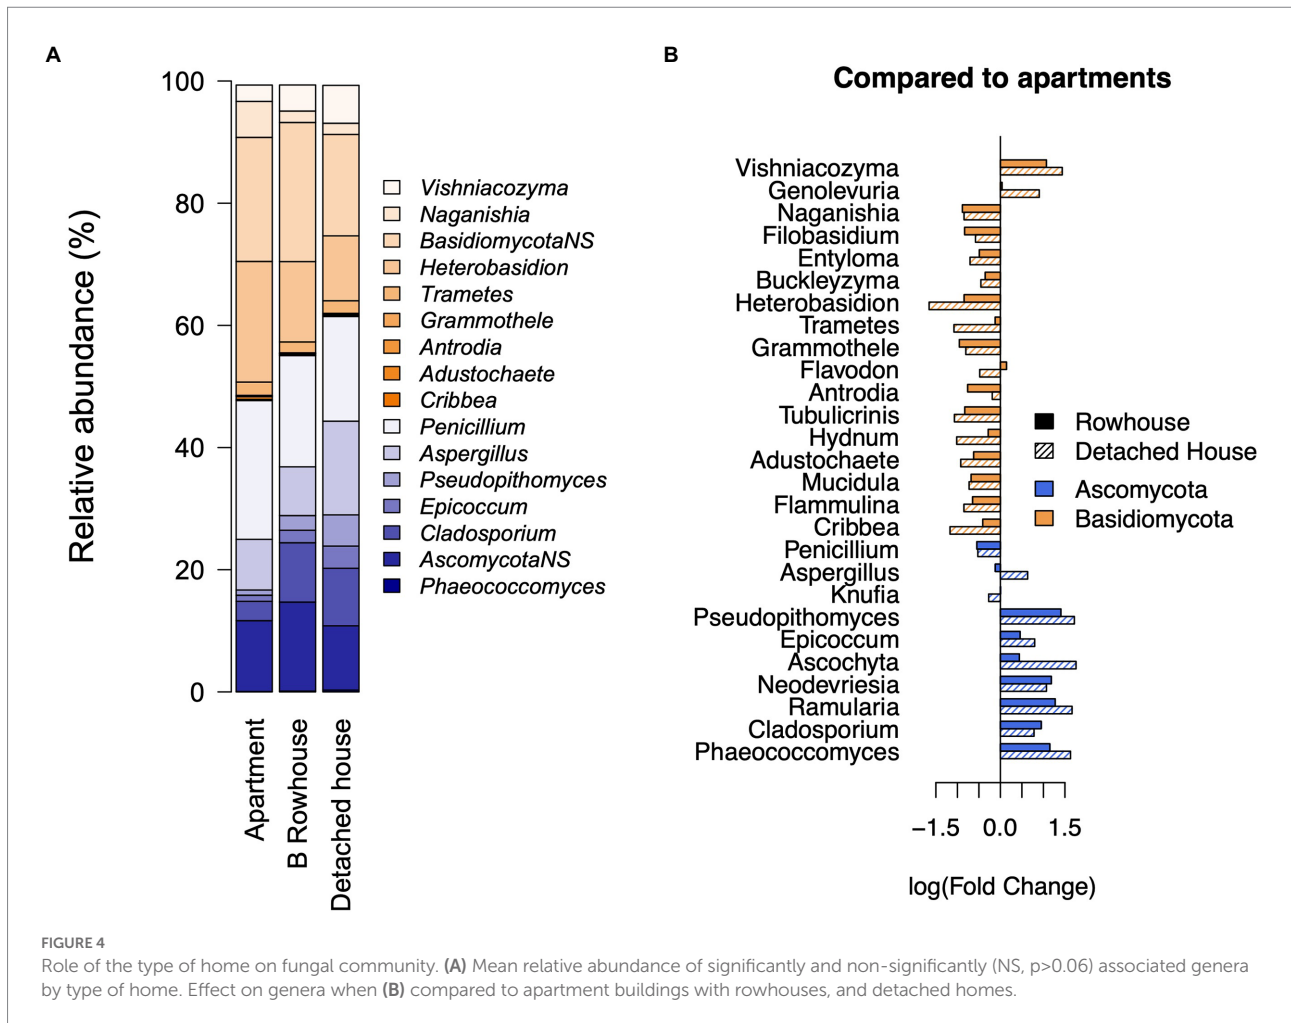 A
Relative abundance (%)
100
80
60
40
20
0
Apartment
B Rowhouse
Detached house
Vishniacozyma
Naganishia
BasidiomycotaNS
Heterobasidion
Trametes
Grammothele
Antrodia
Adustochaete
Cribbea
Penicillium
Aspergillus
Pseudopithomyces
Epicoccum
Cladosporium
AscomycotaNS
Phaeococcomyces
B
Compared to apartments
Vishniacozyma
Genolevuria
Naganishia
Filobasidium
Entyloma
Buckleyzyma
Heterobasidion
Trametes
Grammothele
Flavodon
Antrodia
Tubulicrinis
Hydnum
Adustochaete
Mucidula
Flammulina
Cribbea
Penicillium
Aspergillus
Knufia
Pseudopithomyces
Epicoccum
Ascochyta
Neodevriesia
Ramularia
Cladosporium
Phaeococcomyces
Rowhouse
Detached House
Ascomycota
Basidiomycota
−1.5 0.0 1.5
log(Fold Change)
FIGURE 4
Role of the type of home on fungal community. (A) Mean relative abundance of significantly and non-significantly (NS, p>0.06) associated genera
by type of home. Effect on genera when (B) compared to apartment buildings with rowhouses, and detached homes.